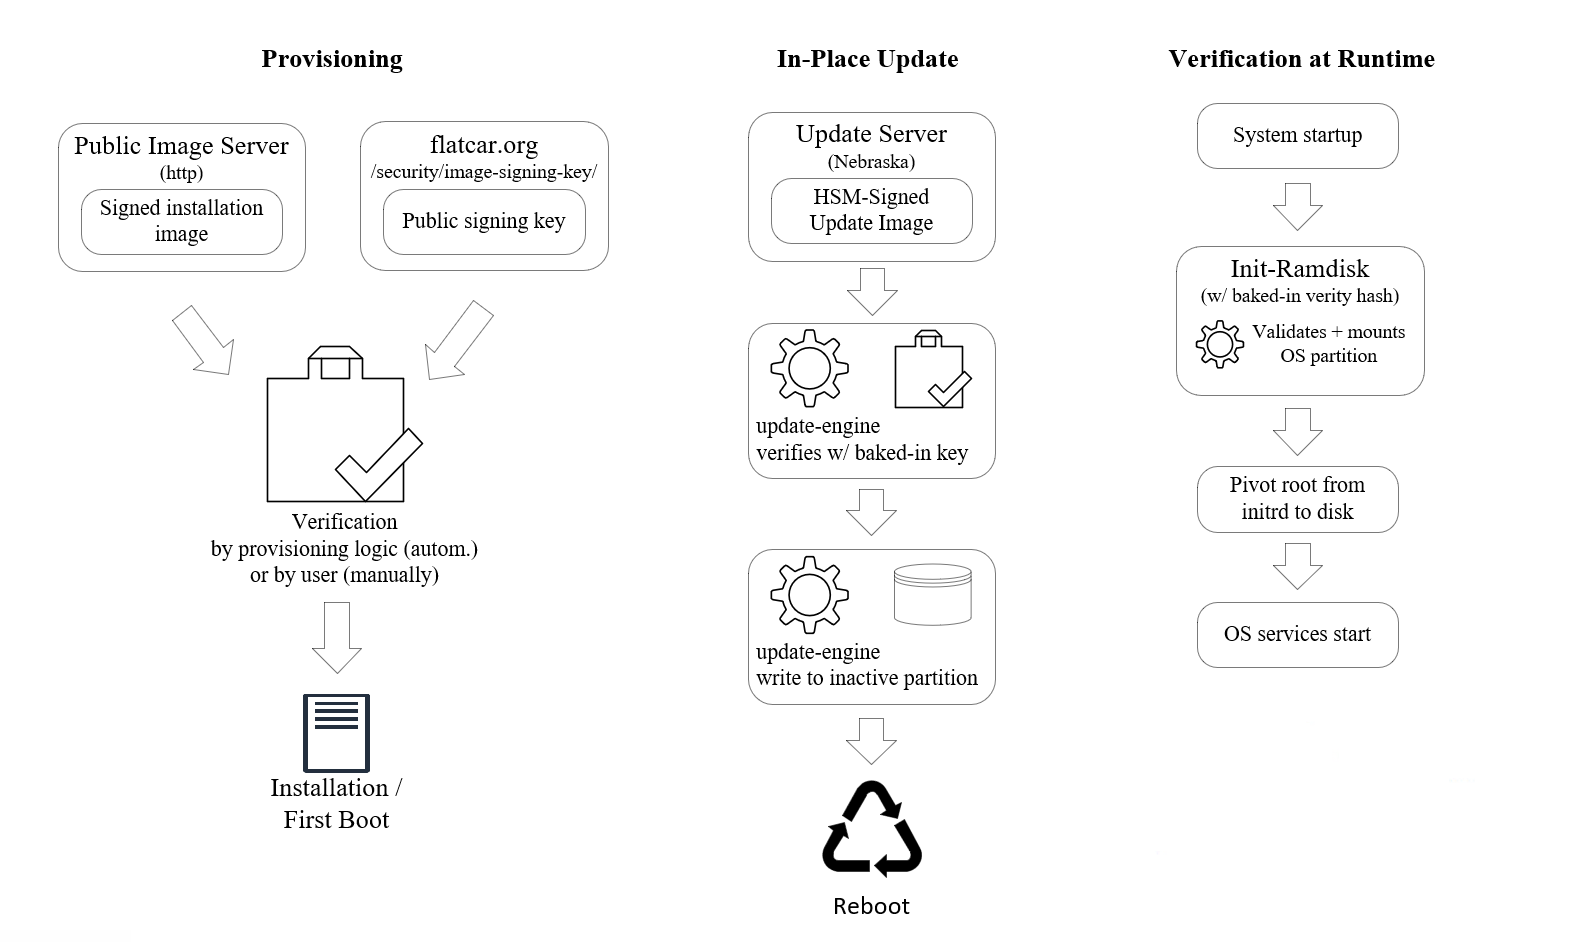 Provisioning
Public Image Server
(http)
Signed installation
image
flatcar.org
/security/image-signing-key/
Public signing key
Verification
by provisioning logic (autom.)
or by user (manually)
Installation /
First Boot
In-Place Update
Update Server
(Nebraska)
HSM-Signed
Update Image
update-engine
verifies w/ baked-in key
update-engine
write to inactive partition
Reboot
Verification at Runtime
System startup
Init-Ramdisk
(w/ baked-in verity hash)
Validates + mounts
OS partition
Pivot root from
initrd to disk
OS services start